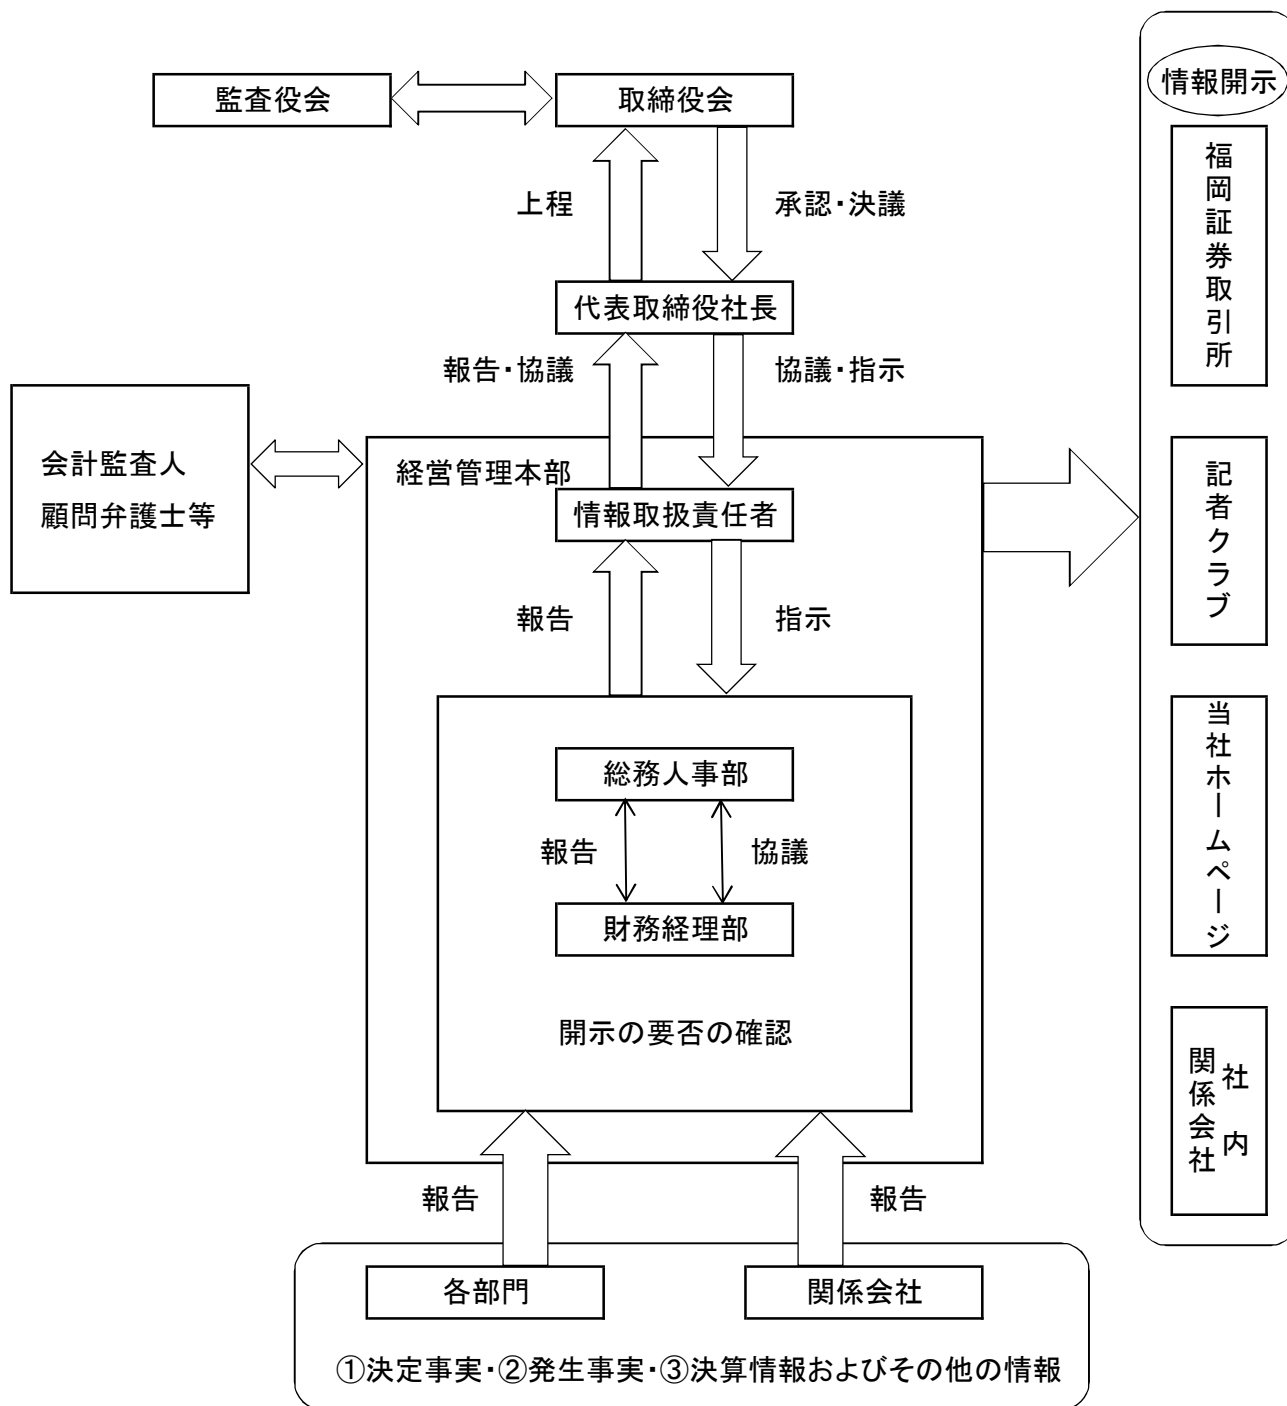 監査役会
取締役会
上程
承認・決議
代表取締役社長
報告・協議
協議・指示
会計監査人
顧問弁護士等
経営管理本部
情報取扱責任者
報告
指示
総務人事部
報告
協議
財務経理部
開示の要否の確認
報告
報告
各部門
関係会社
①決定事実・②発生事実・③決算情報およびその他の情報
情報開示
福岡証券取引所
記者クラブ
当社ホームページ
社内
関係会社